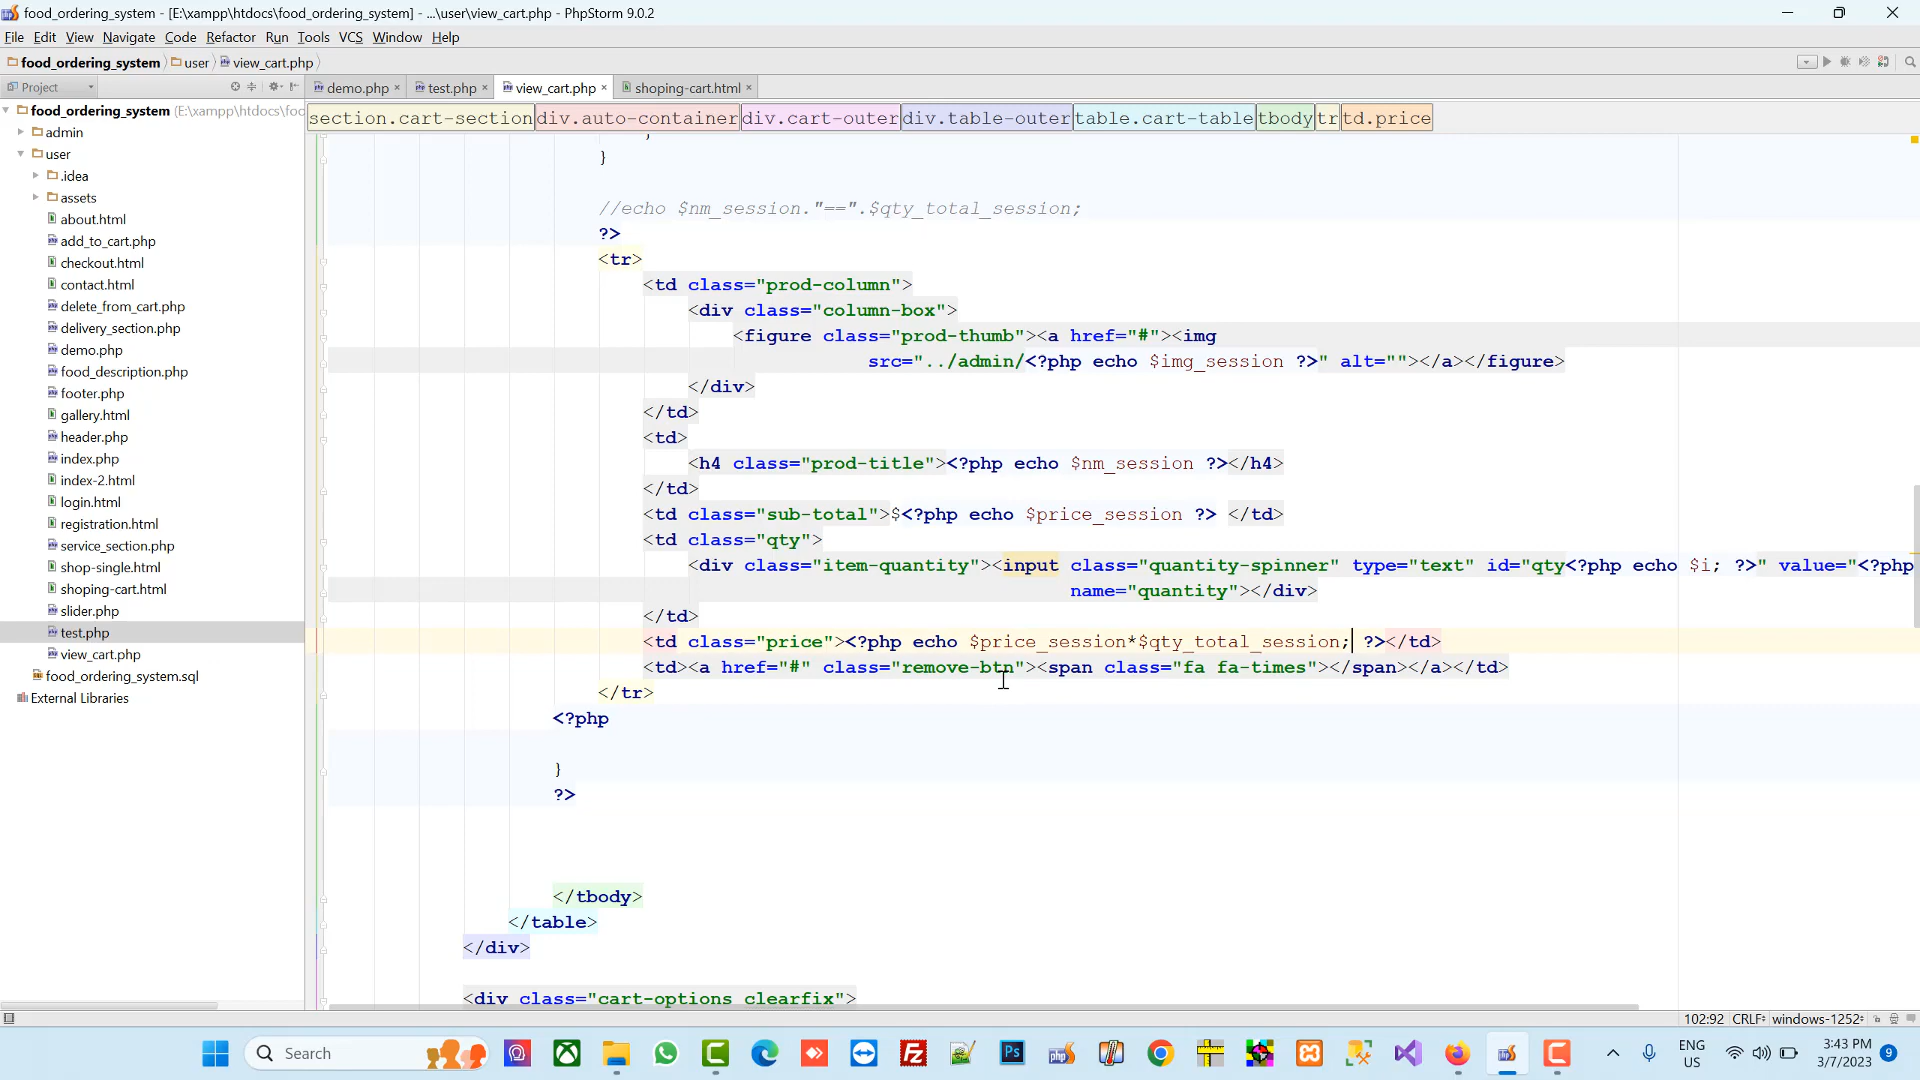 food_ordering_system - [E:\xampp\htdocs\food_ordering_system] - ...\user\view_cart.php - PhpStorm 9.0.2
File Edit View Navigate Code Refactor Run Tools VCS Window Help
food_ordering_system user view_cart.php
Project
demo.php test.php view_cart.php shoping-cart.html
food_ordering_system (E:\xampp\htdocs\foo
admin
user
.idea
assets
about.html
add_to_cart.php
checkout.html
contact.html
delete_from_cart.php
delivery_section.php
demo.php
food_description.php
footer.php
gallery.html
header.php
index.php
index-2.html
login.html
registration.html
service_section.php
shop-single.html
shoping-cart.html
slider.php
test.php
view_cart.php
food_ordering_system.sql
External Libraries
section.cart-section div.auto-container div.cart-outer div.table-outer table.cart-table tbody tr td.price
}
//echo $nm_session."==".$qty_total_session;
?>
<tr>
<td class="prod-column">
<div class="column-box">
<figure class="prod-thumb"><a href="#"><img
src="../admin/<?php echo $img_session ?>" alt=""></a></figure>
</div>
</td>
<td>
<h4 class="prod-title"><?php echo $nm_session ?></h4>
</td>
<td class="sub-total">$<?php echo $price_session ?> </td>
<td class="qty">
<div class="item-quantity"><input class="quantity-spinner" type="text" id="qty<?php echo $i; ?>" value="<?php
name="quantity"></div>
</td>
<td class="price"><?php echo $price_session*$qty_total_session; ?></td>
<td><a href="#" class="remove-btn"><span class="fa fa-times"></span></a></td>
</tr>
<?php
}
?>
</tbody>
</table>
</div>
<div class="cart-options clearfix">
102:92 CRLF windows-1252
Search
ENG
US
3:43 PM
3/7/2023
9